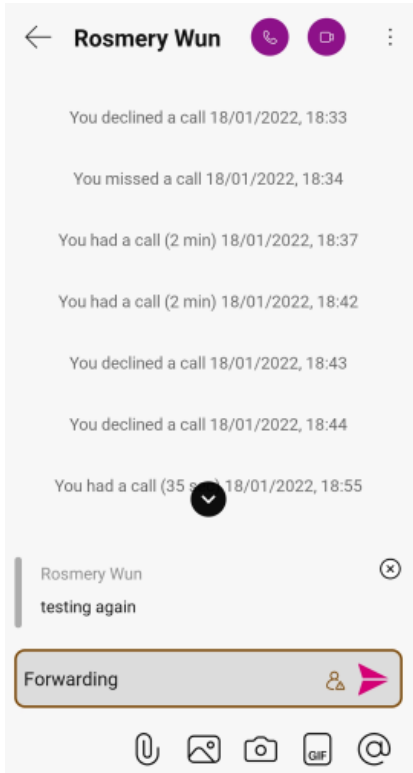 Rosmery Wun
You declined a call 18/01/2022, 18:33
You missed a call 18/01/2022, 18:34
You had a call (2 min) 18/01/2022, 18:37
You had a call (2 min) 18/01/2022, 18:42
You declined a call 18/01/2022, 18:43
You declined a call 18/01/2022, 18:44
You had a call (35 18/01/2022, 18:55
Rosmery Wun
testing again
Forwarding
GIF
@